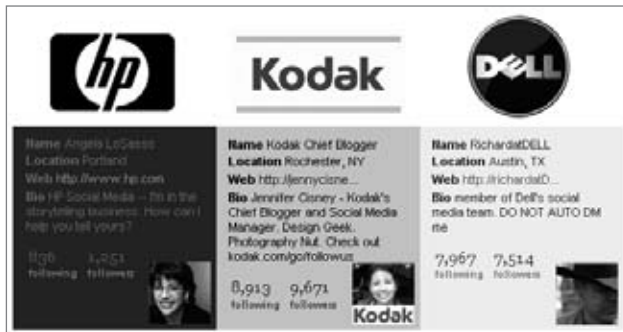 hp
Kodak
DELL
Name Angela LoSasso
Location Portland
Web http://www.hp.com
Bio HP Social Media -- I'm in the
storytelling business. How can I
help you tell yours?
836 1,251
following followers
Name Kodak Chief Blogger
Location Rochester, NY
Web http://jennycisne...
Bio Jennifer Cisney - Kodak's
Chief Blogger and Social Media
Manager. Design Geek.
Photography Nut. Check out
kodak.com/go/followus
8,913 9,671
following followers
Kodak
Name RichardatDELL
Location Austin, TX
Web http://richardatD...
Bio member of Dell's social
media team. DO NOT AUTO DM
me
7,967 7,514
following followers